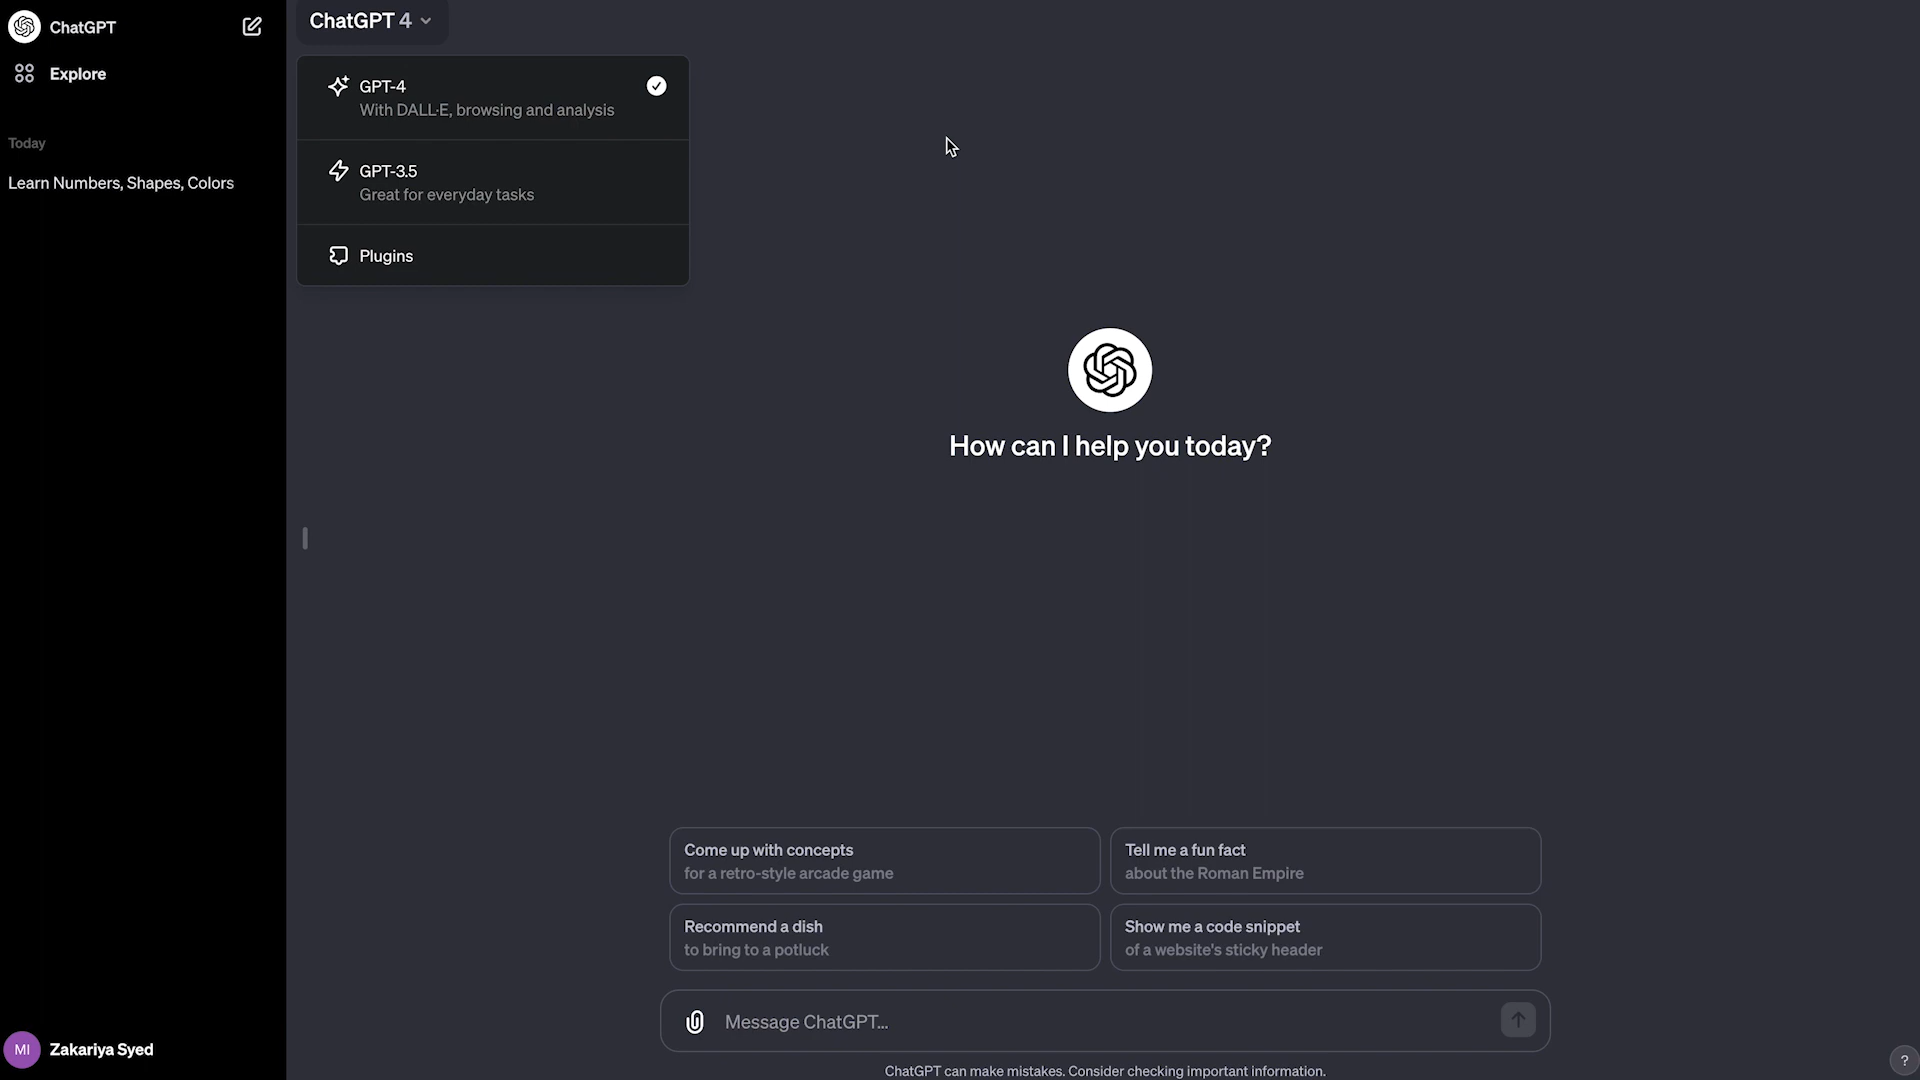 ChatGPT
Explore
Today
Learn Numbers, Shapes, Colors
MI
Zakariya Syed
ChatGPT 4
GPT-4
With DALL·E, browsing and analysis
GPT-3.5
Great for everyday tasks
Plugins
How can I help you today?
Come up with concepts
for a retro-style arcade game
Tell me a fun fact
about the Roman Empire
Recommend a dish
to bring to a potluck
Show me a code snippet
of a website's sticky header
Message ChatGPT...
ChatGPT can make mistakes. Consider checking important information.
?